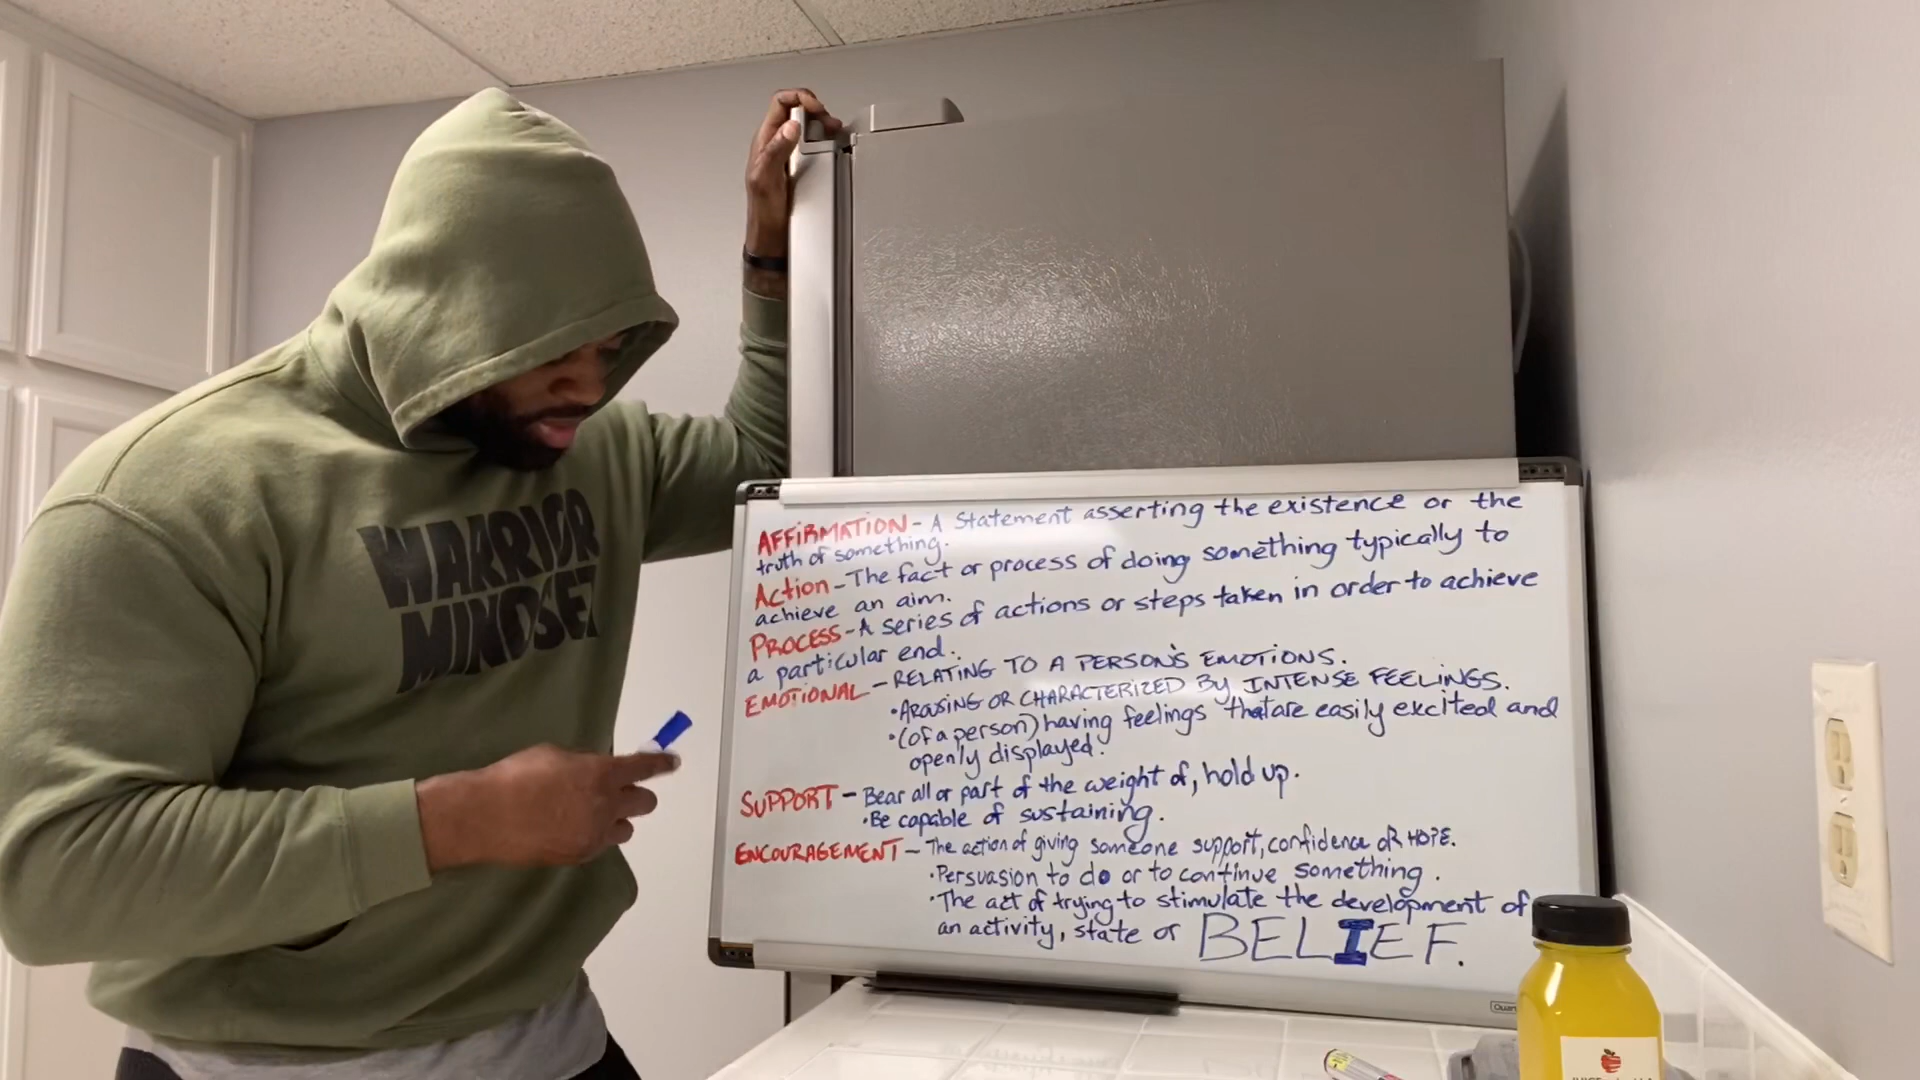 WARRIOR
MINDSET
AFFiRMATiON - A Statement asserting the existence or the
truth of something.
Action - The fact or process of doing something typically to
achieve an aim.
PROCESS - A series of actions or steps taken in order to achieve
a particular end.
EMOTIONAL - RELATING TO A PERSON'S EMOTIONS.
• AROUSING OR CHARACTERIZED BY INTENSE FEELINGS.
• (of a person) having feelings that are easily excited and
openly displayed.
SUPPORT - Bear all or part of the weight of, hold up.
• Be capable of sustaining.
ENCOURAGEMENT - The action of giving someone support, confidence OR HOPE.
• Persuasion to do or to continue something.
• The act of trying to stimulate the development of
an activity, state or BELIEF.